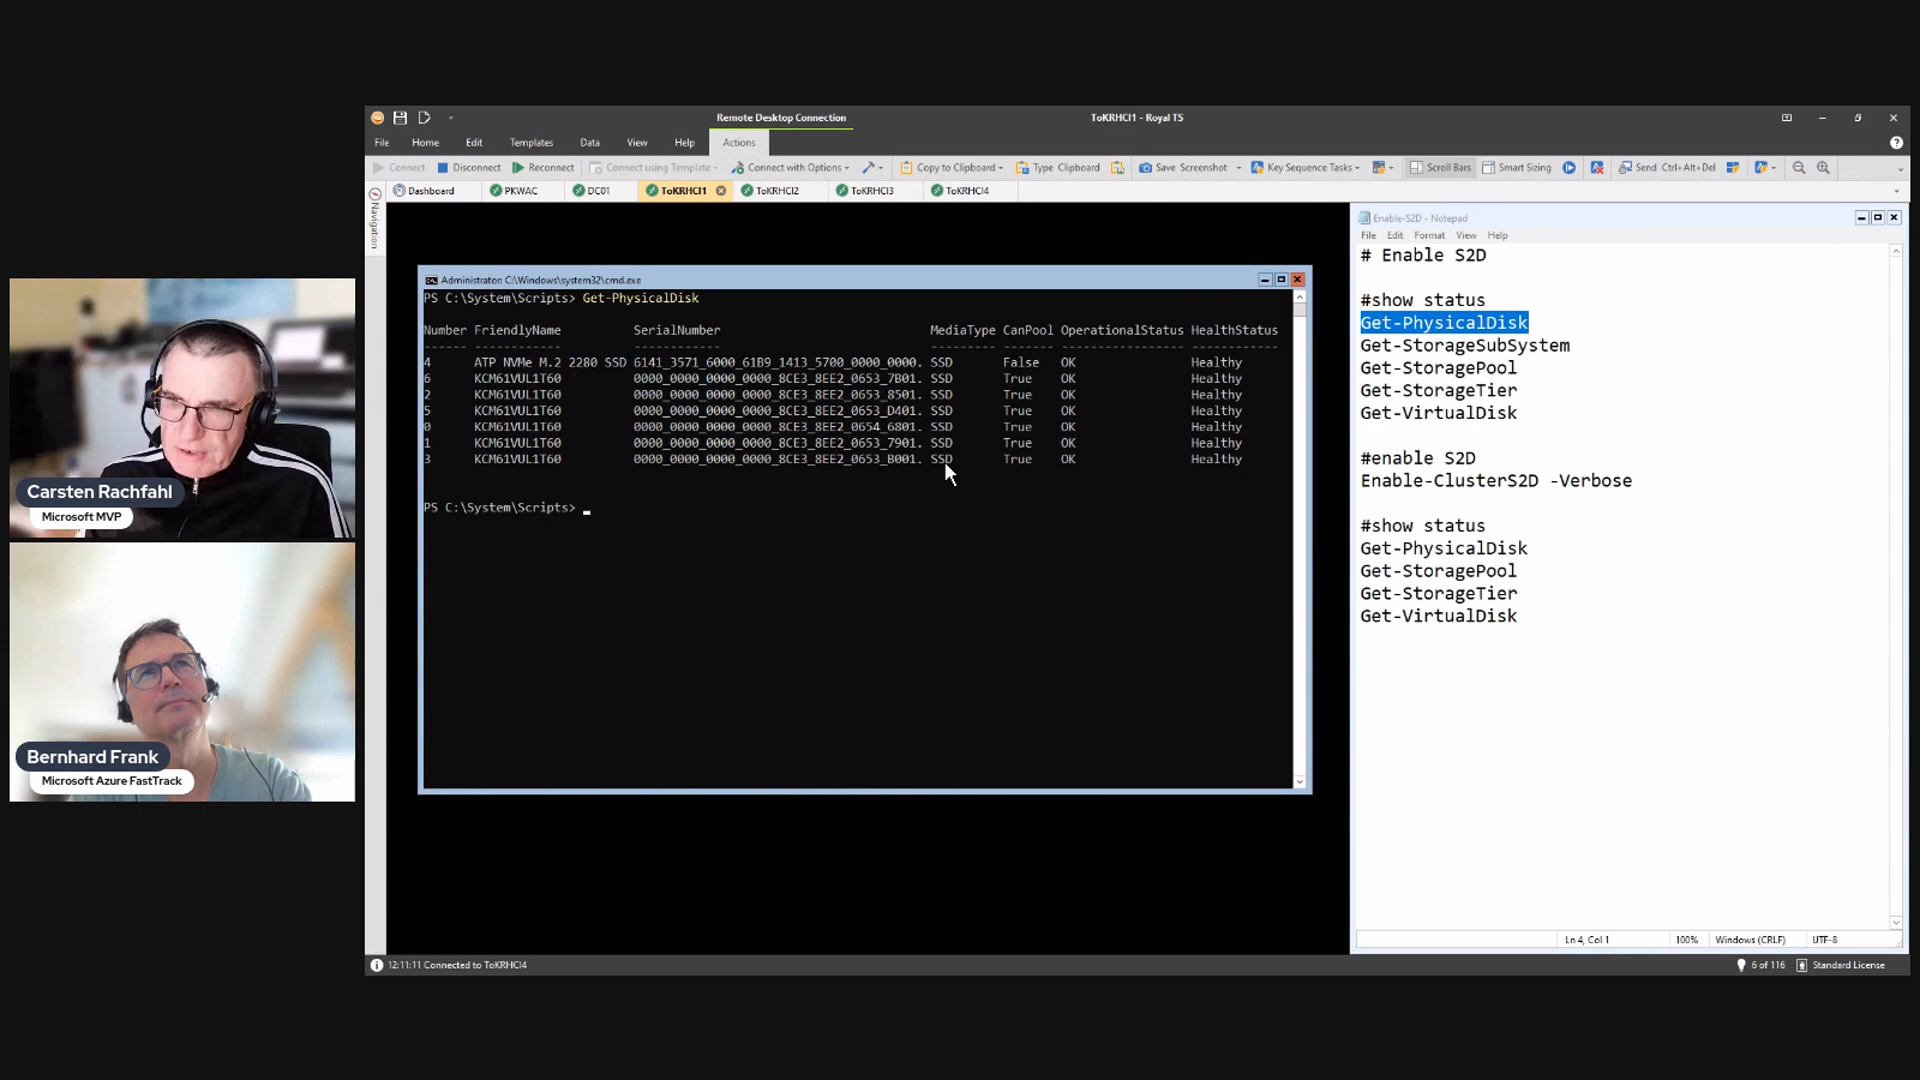 Remote Desktop Connection
ToKRHCI1 - Royal TS
File Home Edit Templates Data View Help Actions
Connect Disconnect Reconnect Connect using Template Connect with Options Copy to Clipboard Type Clipboard Save Screenshot Key Sequence Tasks Scroll Bars Smart Sizing Send Ctrl+Alt+Del
Dashboard PKWAC DC01 ToKRHCI1 ToKRHCI2 ToKRHCI3 ToKRHCI4
Navigation
Administrator: C:\Windows\system32\cmd.exe
PS C:\System\Scripts> Get-PhysicalDisk
Number FriendlyName SerialNumber MediaType CanPool OperationalStatus HealthStatus
------ ------------ ------------ --------- ------- ----------------- ------------
4 ATP NVMe M.2 2280 SSD 6141_3571_6000_61B9_1413_5700_0000_0000. SSD False OK Healthy
6 KCM61VUL1T60 0000_0000_0000_0000_8CE3_8EE2_0653_7B01. SSD True OK Healthy
2 KCM61VUL1T60 0000_0000_0000_0000_8CE3_8EE2_0653_8501. SSD True OK Healthy
5 KCM61VUL1T60 0000_0000_0000_0000_8CE3_8EE2_0653_D401. SSD True OK Healthy
0 KCM61VUL1T60 0000_0000_0000_0000_8CE3_8EE2_0654_6801. SSD True OK Healthy
1 KCM61VUL1T60 0000_0000_0000_0000_8CE3_8EE2_0653_7901. SSD True OK Healthy
3 KCM61VUL1T60 0000_0000_0000_0000_8CE3_8EE2_0653_B001. SSD True OK Healthy
PS C:\System\Scripts> _
Enable-S2D - Notepad
File Edit Format View Help
# Enable S2D
#show status
Get-PhysicalDisk
Get-StorageSubSystem
Get-StoragePool
Get-StorageTier
Get-VirtualDisk
#enable S2D
Enable-ClusterS2D -Verbose
#show status
Get-PhysicalDisk
Get-StoragePool
Get-StorageTier
Get-VirtualDisk
Ln 4, Col 1 100% Windows (CRLF) UTF-8
12:11:11 Connected to ToKRHCI4
6 of 116 Standard License
Carsten Rachfahl
Microsoft MVP
Bernhard Frank
Microsoft Azure FastTrack